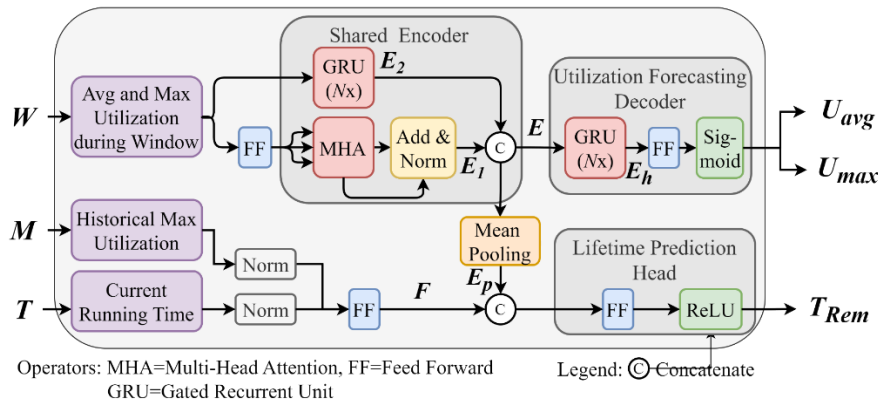 Shared Encoder
W
Avg and Max
Utilization
during Window
FF
GRU
(Nx)
E2
MHA
Add &
Norm
E1
C
E
Utilization Forecasting
Decoder
GRU
(Nx)
Eh
FF
Sig-
moid
Uavg
Umax
M
Historical Max
Utilization
Norm
T
Current
Running Time
Norm
FF
F
Mean
Pooling
Ep
C
Lifetime Prediction
Head
FF
ReLU
TRem
Operators: MHA=Multi-Head Attention, FF=Feed Forward
GRU=Gated Recurrent Unit
Legend: C Concatenate